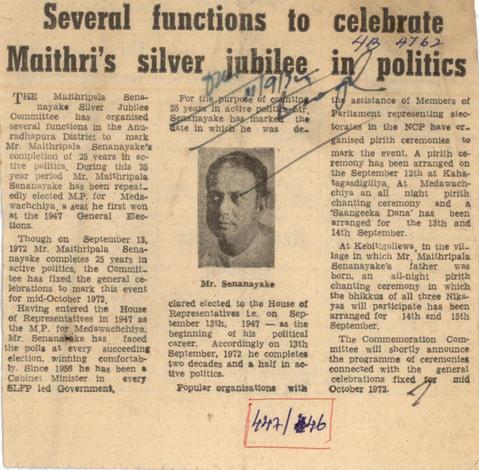 Several functions to celebrate
Maithri's silver jubilee in politics
4B 4762
11/9/72
THE Maithripala Sena-
nayake Silver Jubilee
Committee has organised
several functions in the Anu-
radhapura District to mark
Mr. Maithripala Senanayake's
completion of 25 years in ac-
tive politics. During this 25
year period Mr. Maithripala
Senanayake has been repeat-
edly elected M.P. for Meda-
wachchiya, a seat he first won
at the 1947 General Elec-
tions.
Though on September 13,
1972 Mr. Maithripala Sena-
nayake completes 25 years in
active politics, the Commit-
tee has fixed the general ce-
lebrations to mark this event
for mid-October 1972.
Having entered the House
of Representatives in 1947 as
the M.P. for Medawachchiya,
Mr. Senanayake has faced
the polls at every succeeding
election, winning comfortab-
ly. Since 1956 he has been a
Cabinet Minister in every
SLFP led Government.
For the purpose of counting
25 years in active politics Mr.
Senanayake has marked the
date in which he was de-
Mr. Senanayake
clared elected to the House of
Representatives i.e. on Sep-
tember 13th, 1947 — as the
beginning of his political
career. Accordingly on 13th
September, 1972 he completes
two decades and a half in ac-
tive politics.
Popular organisations with
the assistance of Members of
Parliament representing elec-
torates in the NCP have or-
ganised pirith ceremonies to
mark the event. A pirith ce-
remony has been arranged on
the September 12th at Kaha-
tagasdigiliya, At Medawach-
chiya an all night pirith
chanting ceremony and a
'Saangeeka Dana' has been
arranged for the 13th and
14th September.
At Kebitigollewa, in the vil-
lage in which Mr. Maithripala
Senanayake's father was
born, an all-night pirith
chanting ceremony in which
the bhikkus of all three Nika-
yas will participate has been
arranged for 14th and 15th
September.
The Commemoration Com-
mittee will shortly announce
the programme of ceremonies
connected with the general
celebrations fixed for mid
October 1972.
447/46